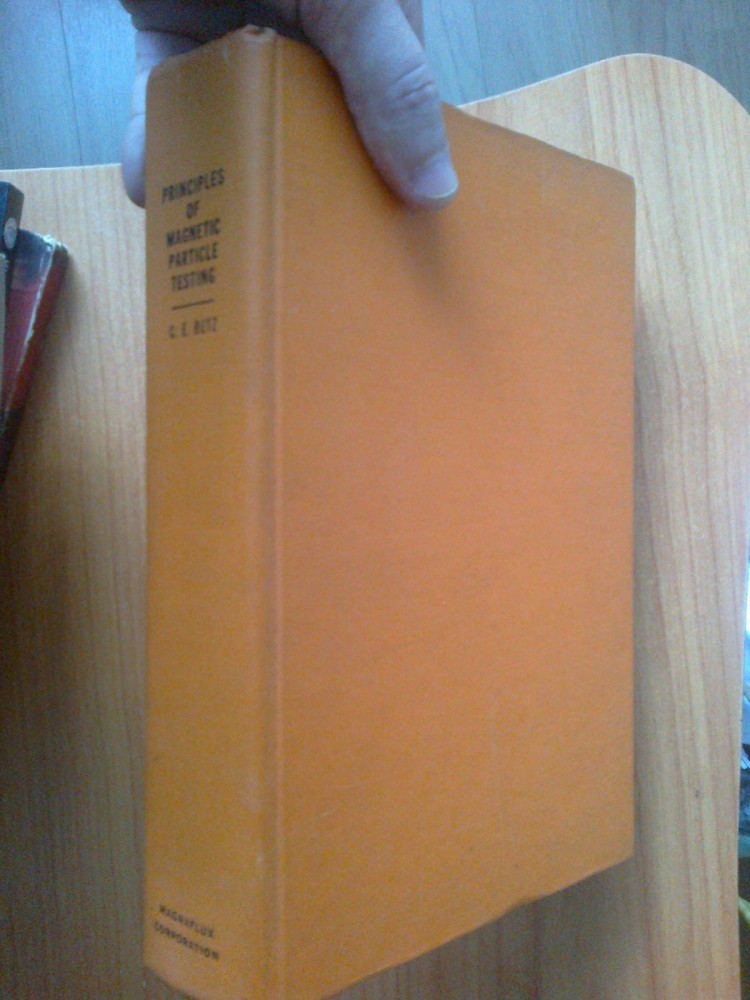 PRINCIPLES
OF
MAGNETIC
PARTICLE
TESTING
C. E. BETZ
MAGNAFLUX
CORPORATION